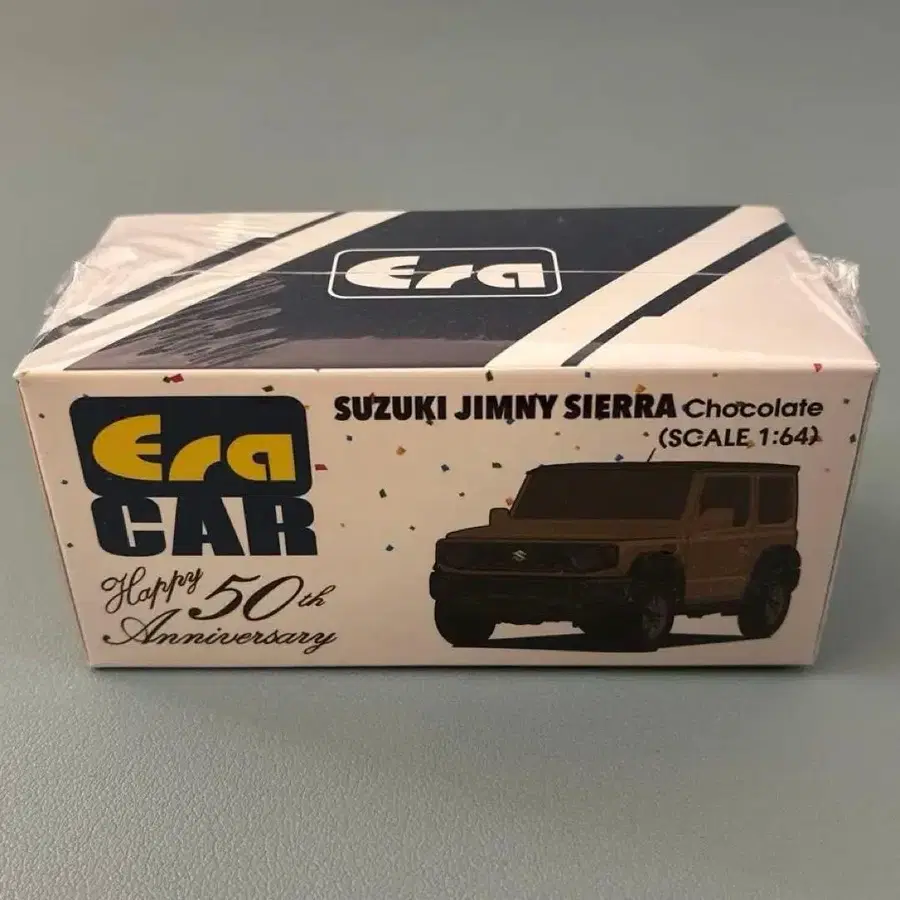 Era
Era
CAR
Happy 50th
Anniversary
SUZUKI JIMNY SIERRA Chocolate
(SCALE 1:64)